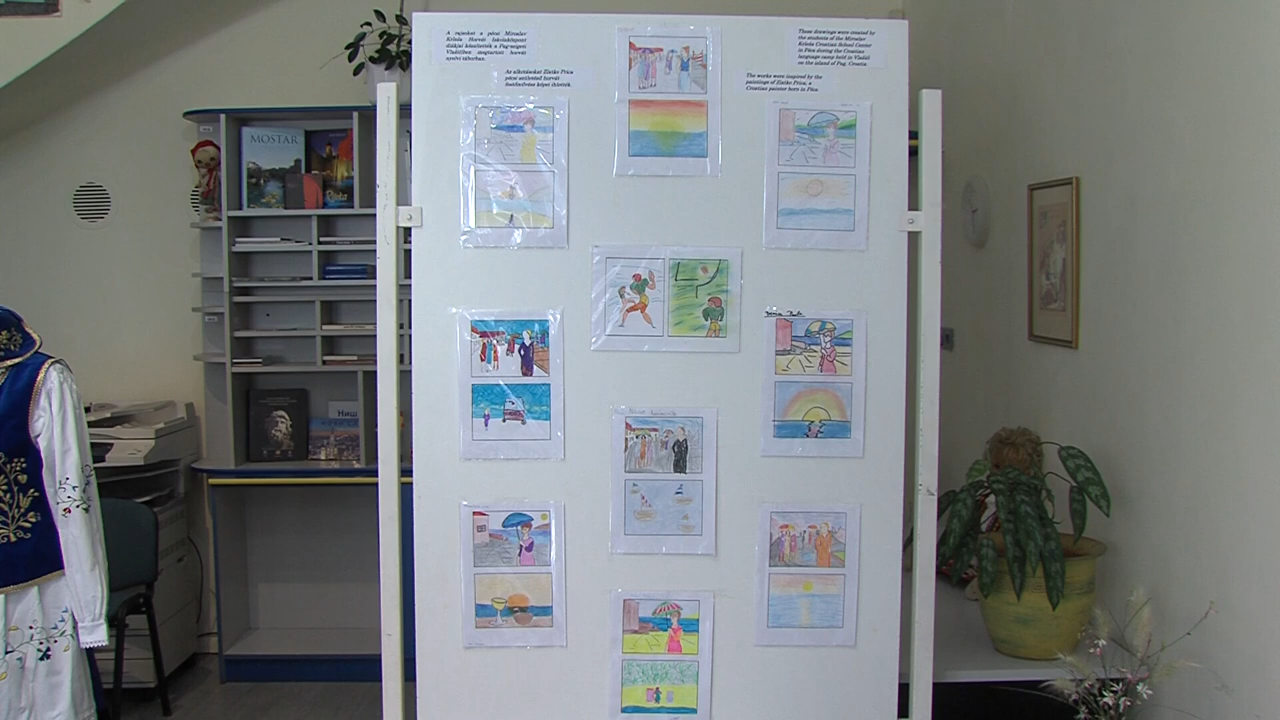 A rajzokat a pécsi Miroslav
Krleža Horvát Iskolaközpont
diákjai készítették a Pag-szigeti
Vlašićiban megtartott horvát
nyelvi táborban.
Az alkotásokat Zlatko Prica
pécsi születésű horvát
festőművész képei ihlették.
These drawings were created by
the students of the Miroslav
Krleža Croatian School Center
in Pécs during the Croatian
language camp held in Vlašići
on the island of Pag, Croatia.
The works were inspired by the
paintings of Zlatko Prica, a
Croatian painter born in Pécs.
MOSTAR
Ниш